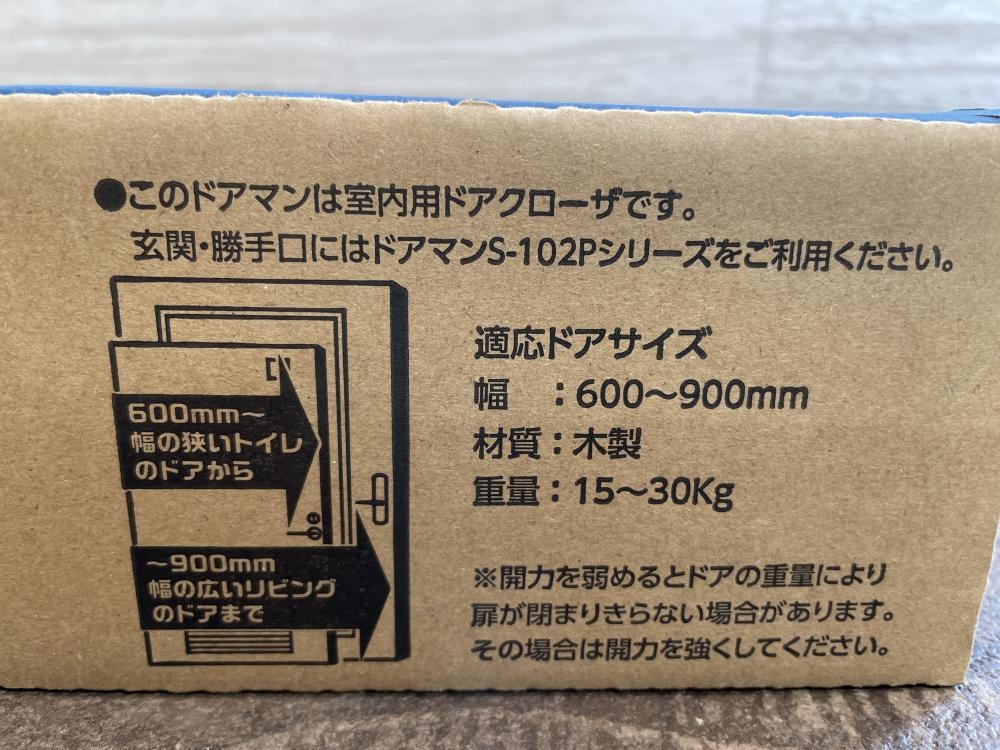 ●このドアマンは室内用ドアクローザです。
玄関・勝手口にはドアマンS-102Pシリーズをご利用ください。
600mm～
幅の狭いトイレ
のドアから
～900mm
幅の広いリビング
のドアまで
適応ドアサイズ
幅　：600～900mm
材質：木製
重量：15～30Kg
※開力を弱めるとドアの重量により
扉が閉まりきらない場合があります。
その場合は開力を強くしてください。